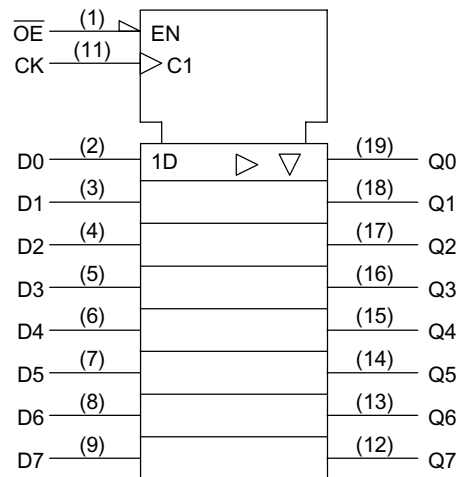 O̅E̅ (1) EN
CK (11) C1
D0 (2) 1D (19) Q0
D1 (3) (18) Q1
D2 (4) (17) Q2
D3 (5) (16) Q3
D4 (6) (15) Q4
D5 (7) (14) Q5
D6 (8) (13) Q6
D7 (9) (12) Q7